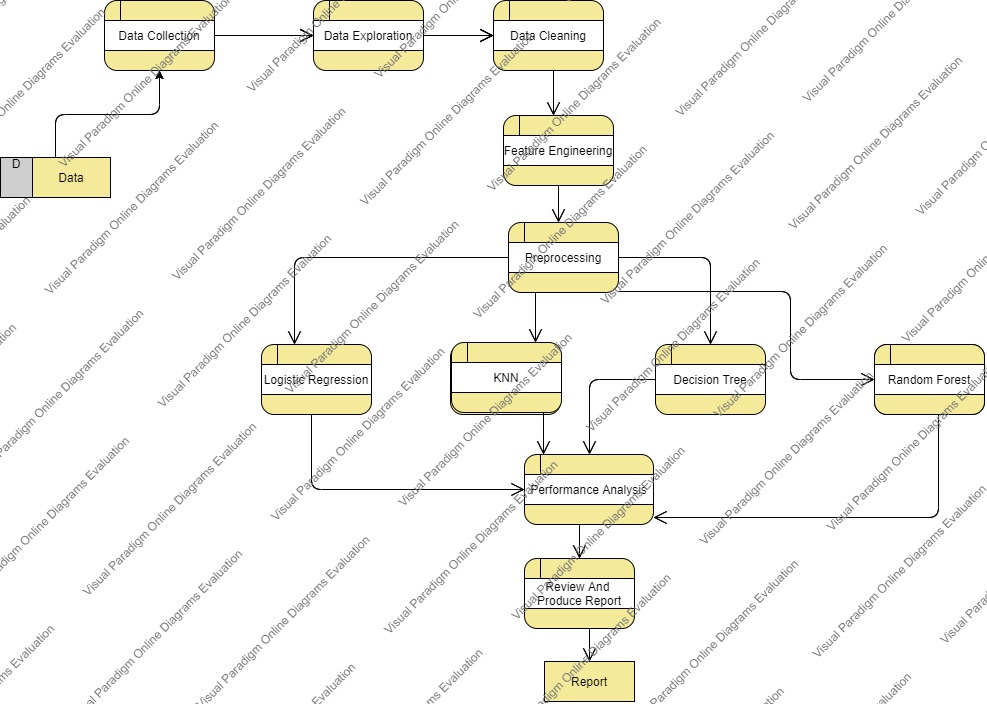 Data Collection
Data Exploration
Data Cleaning
D
Data
Feature Engineering
Preprocessing
Logistic Regression
KNN
Decision Tree
Random Forest
Performance Analysis
Review And
Produce Report
Report
Visual Paradigm Online Diagrams Evaluation